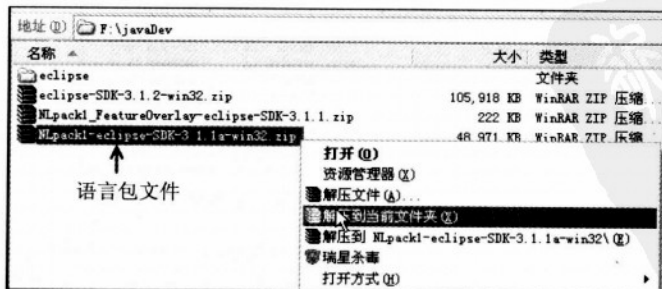 地址(D) F:\javaDev
名称 大小 类型
eclipse 文件夹
eclipse-SDK-3.1.2-win32.zip 105,918 KB WinRAR ZIP 压缩
NLpack1_FeatureOverlay-eclipse-SDK-3.1.1.zip 222 KB WinRAR ZIP 压缩
NLpack1-eclipse-SDK-3 1.1a-win32.zip 48 971 KB WinRAR ZIP 压缩
语言包文件
打开(O)
资源管理器(X)
解压文件(A)...
解压到当前文件夹(X)
解压到 NLpack1-eclipse-SDK-3.1.1a-win32\(E)
瑞星杀毒
打开方式(H)